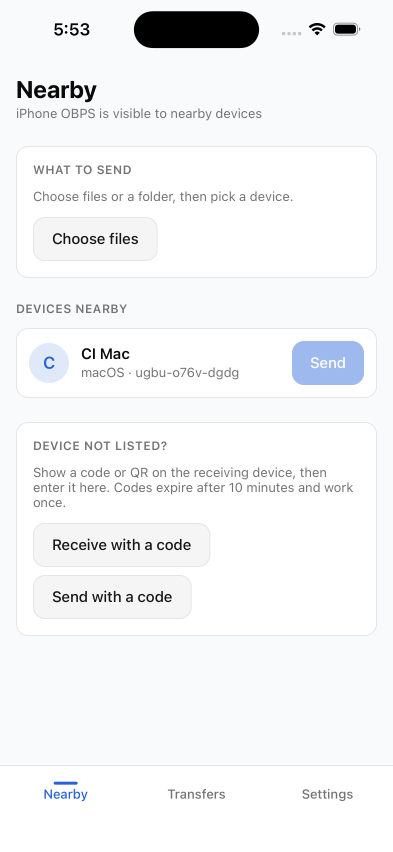 5:53
Nearby
iPhone OBPS is visible to nearby devices
WHAT TO SEND
Choose files or a folder, then pick a device.
Choose files
DEVICES NEARBY
C
CI Mac
macOS · ugbu-o76v-dgdg
Send
DEVICE NOT LISTED?
Show a code or QR on the receiving device, then
enter it here. Codes expire after 10 minutes and work
once.
Receive with a code
Send with a code
Nearby
Transfers
Settings